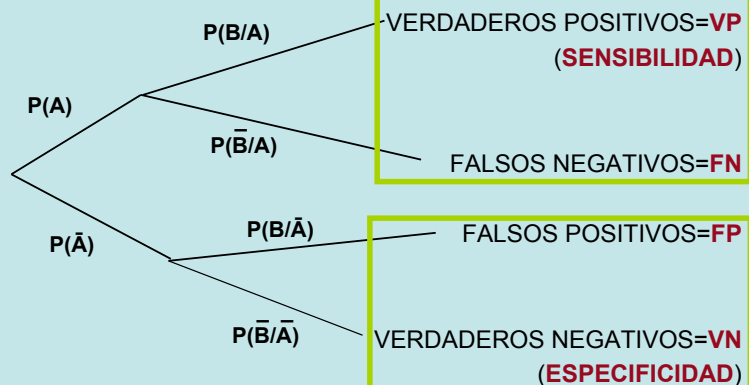 P(B/A)
VERDADEROS POSITIVOS=VP
(SENSIBILIDAD)
P(A)
P(B̅/A)
FALSOS NEGATIVOS=FN
P(Ā)
P(B/Ā)
FALSOS POSITIVOS=FP
P(B̅/Ā)
VERDADEROS NEGATIVOS=VN
(ESPECIFICIDAD)